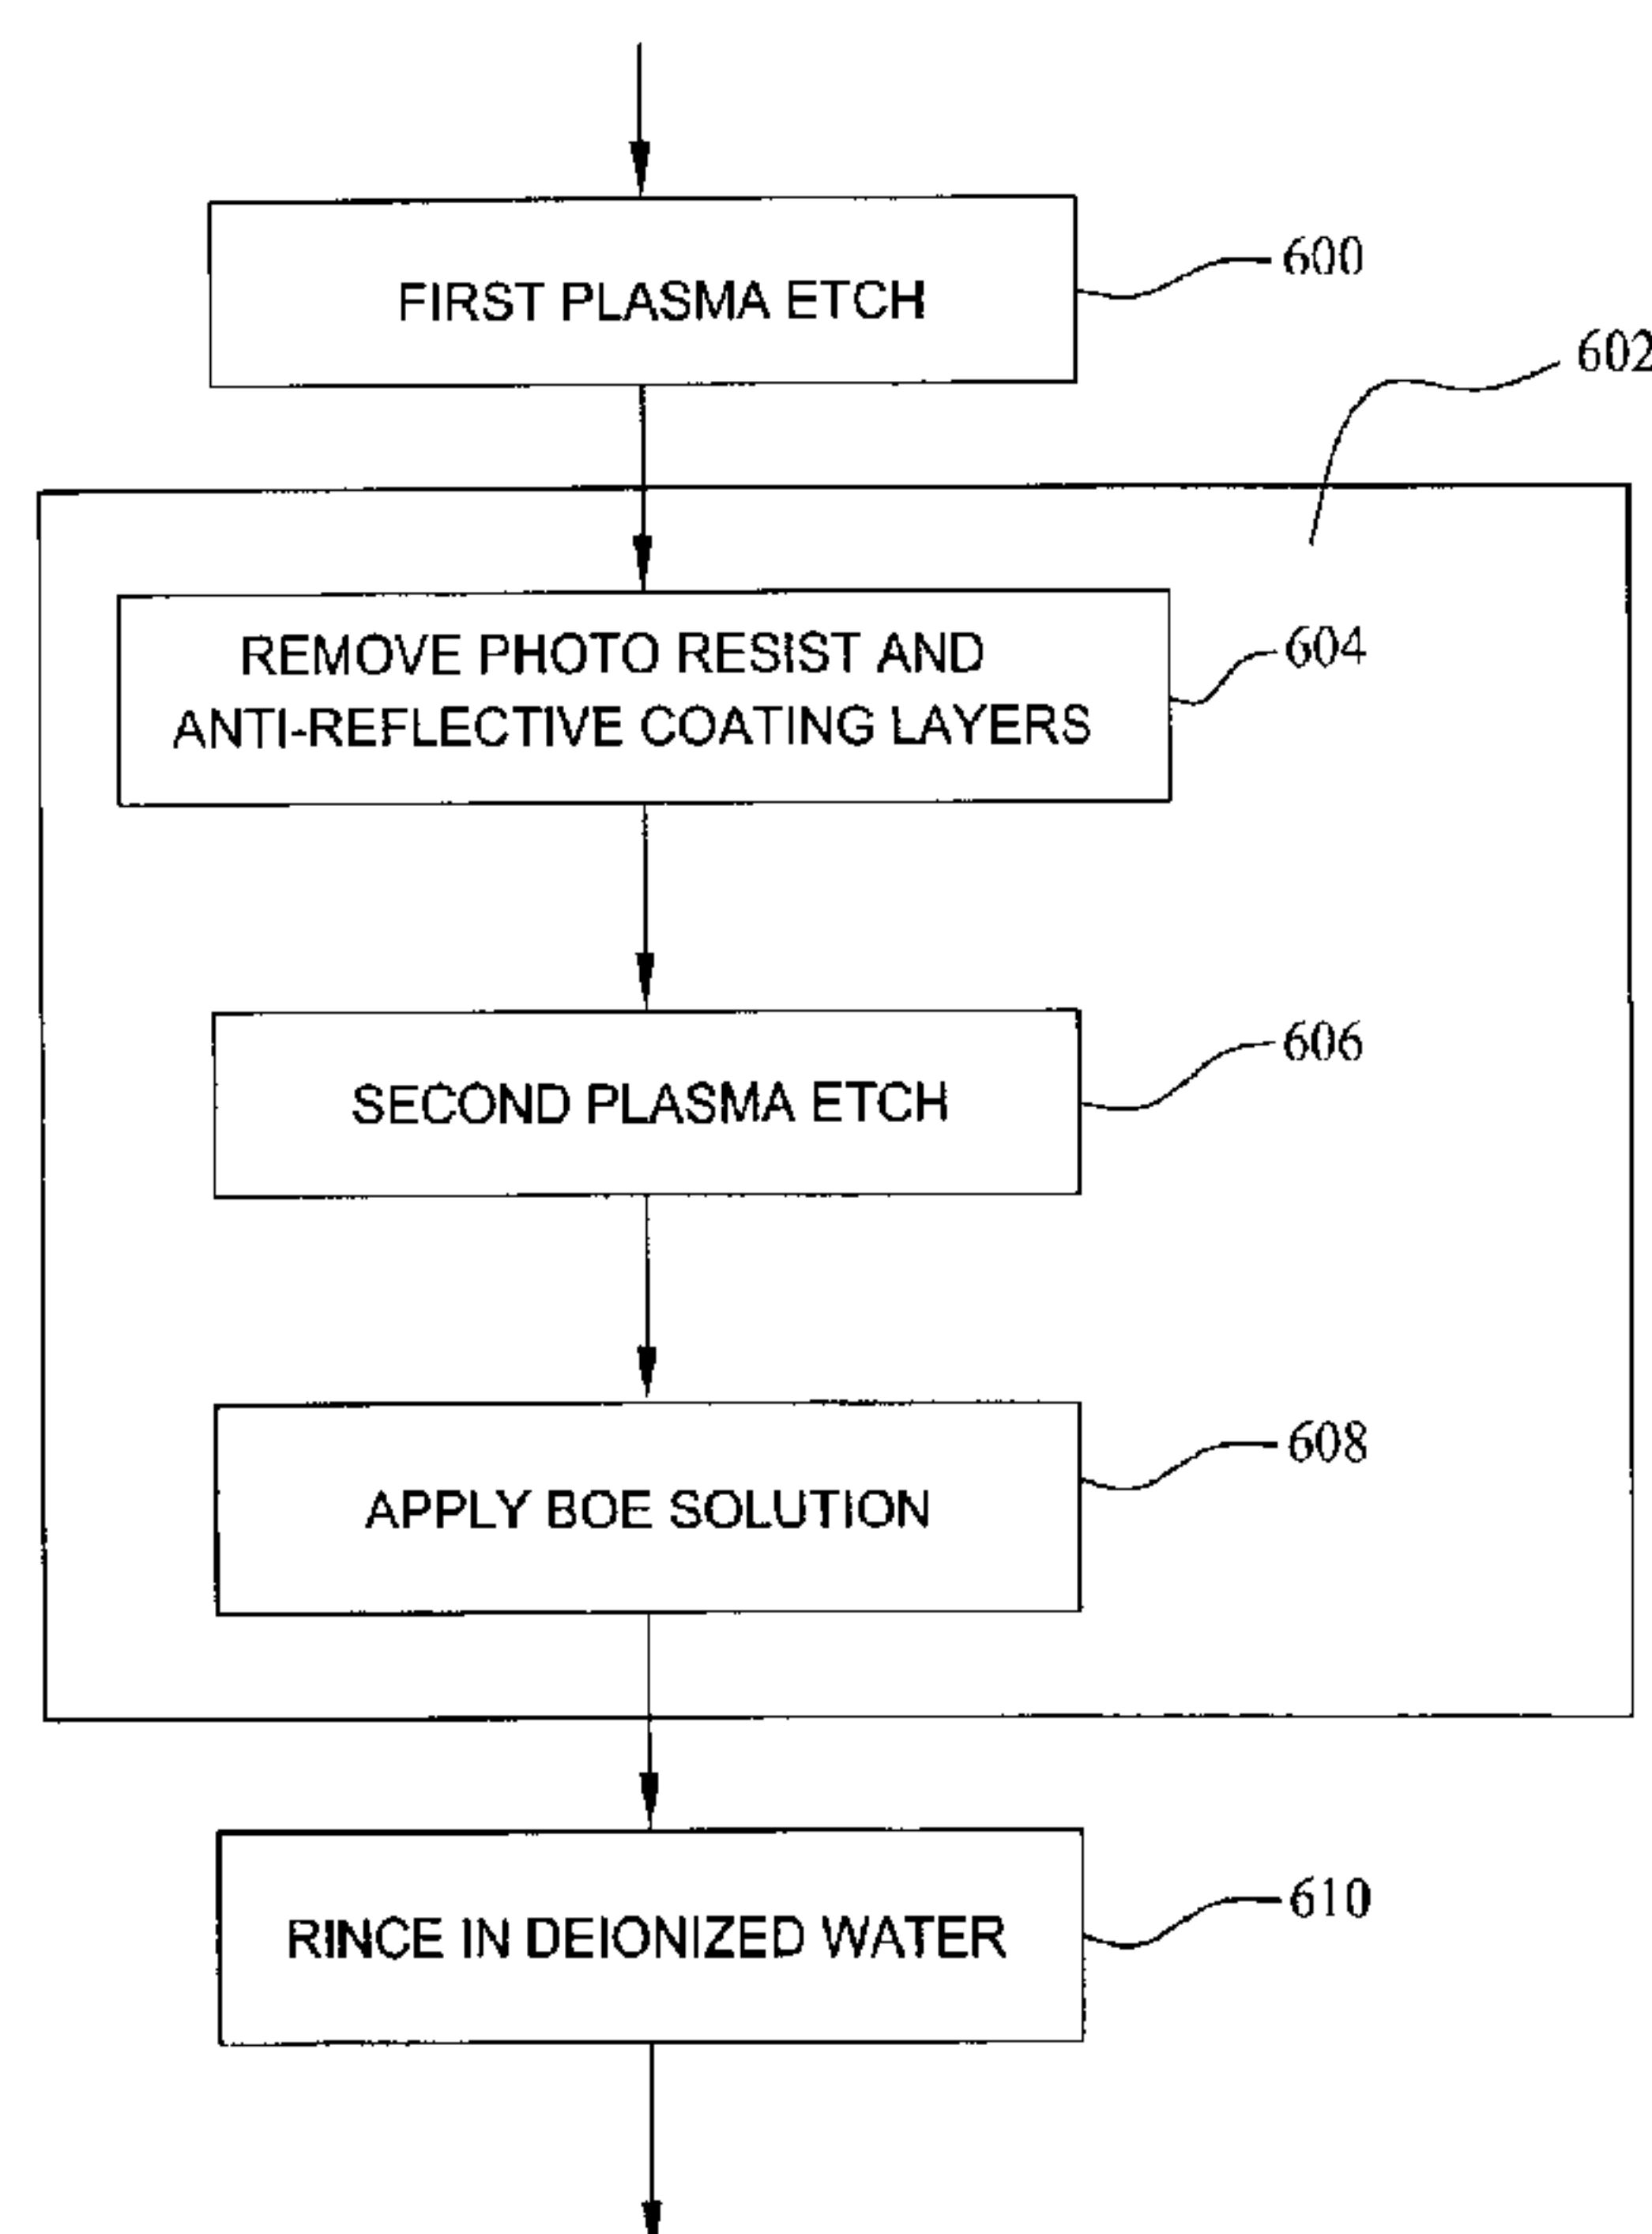 FIRST PLASMA ETCH
600
602
REMOVE PHOTO RESIST AND
ANTI-REFLECTIVE COATING LAYERS
604
SECOND PLASMA ETCH
606
APPLY BOE SOLUTION
608
RINCE IN DEIONIZED WATER
610